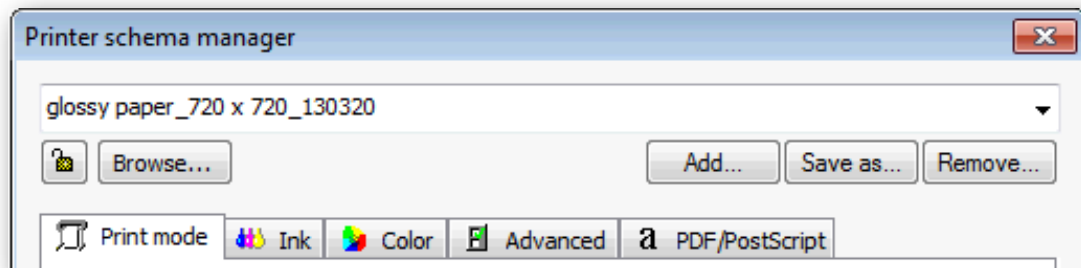 Printer schema manager
glossy paper_720 x 720_130320
Browse... Add... Save as... Remove...
Print mode Ink Color Advanced a PDF/PostScript